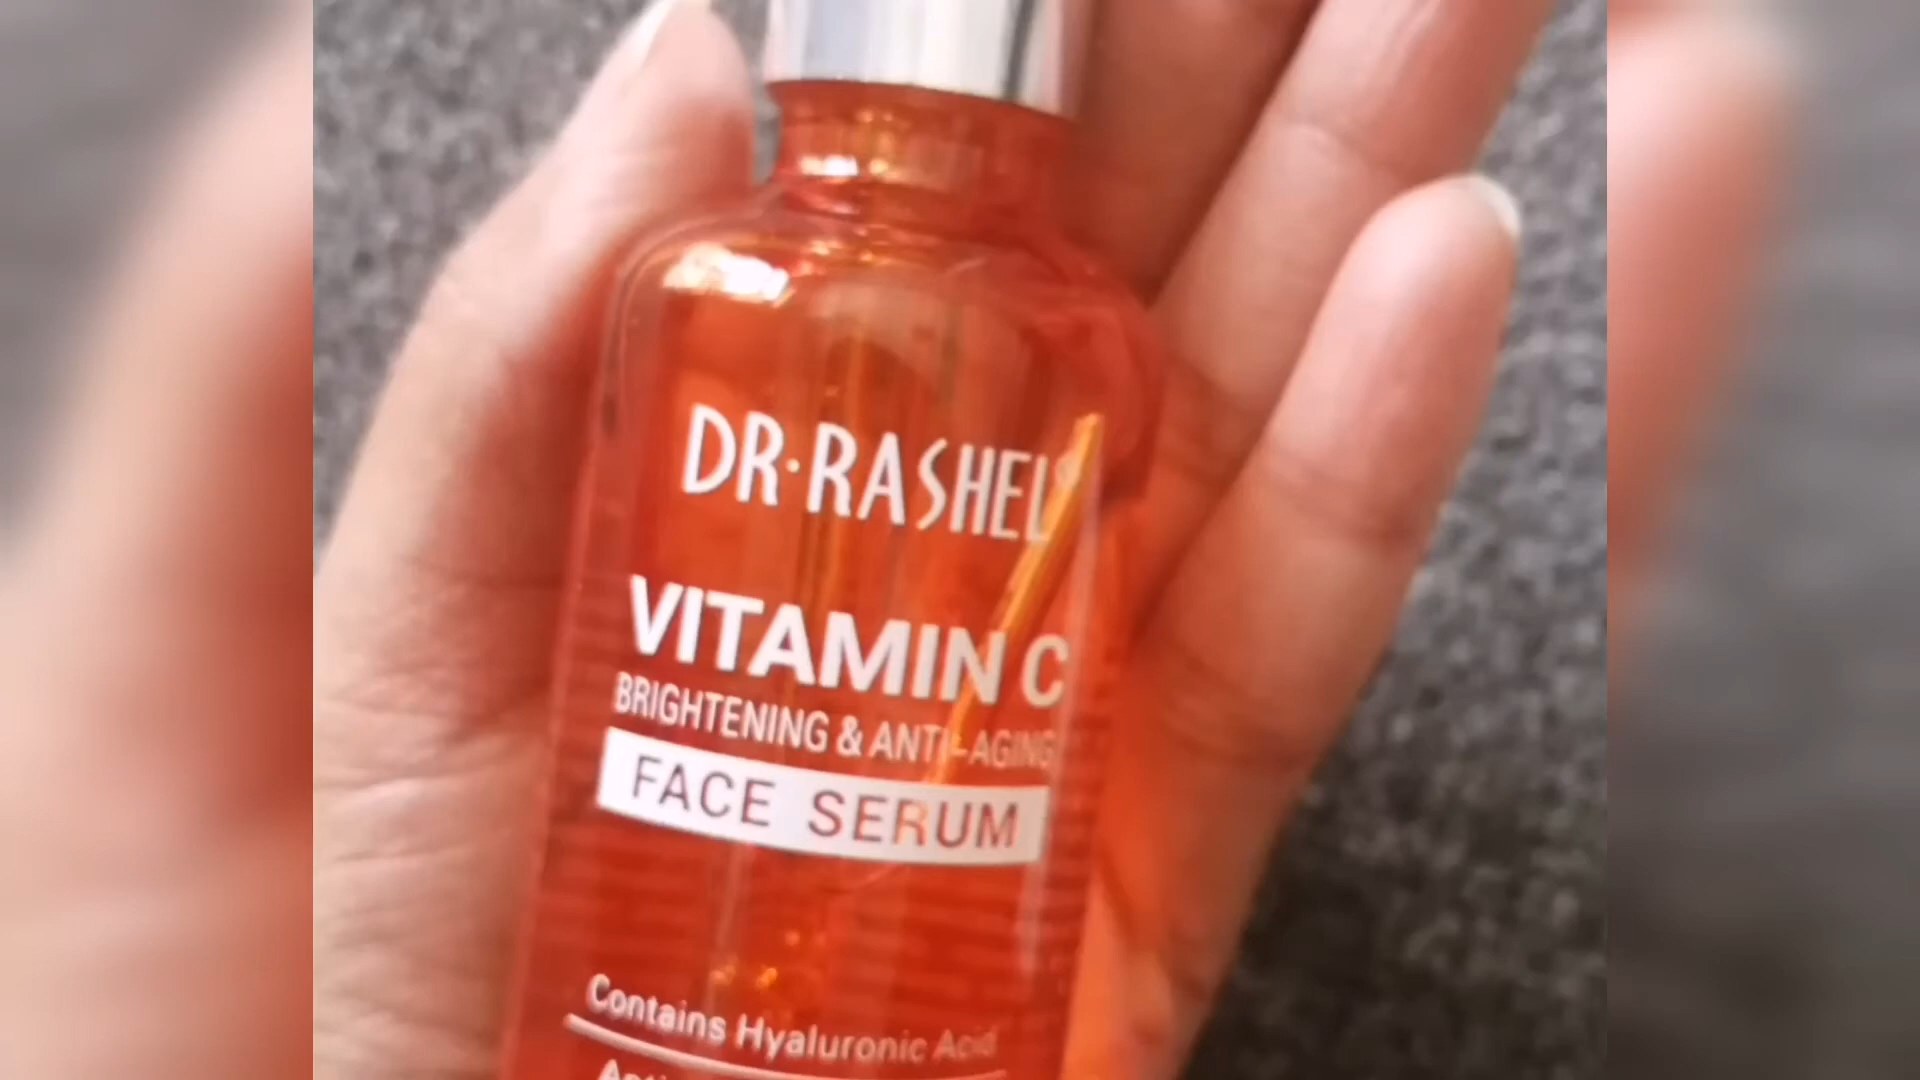 DR·RASHEL
VITAMIN C
BRIGHTENING & ANTI-AGING
FACE SERUM
Contains Hyaluronic Acid